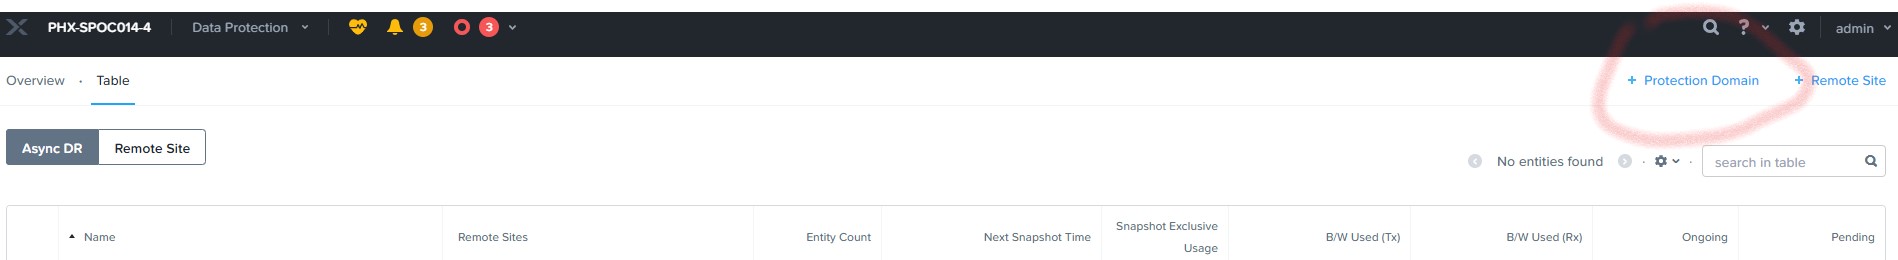 PHX-SPOC014-4 Data Protection 3 3 ? admin
Overview · Table + Protection Domain + Remote Site
Async DR Remote Site
No entities found · · search in table
Name Remote Sites Entity Count Next Snapshot Time Snapshot Exclusive Usage B/W Used (Tx) B/W Used (Rx) Ongoing Pending